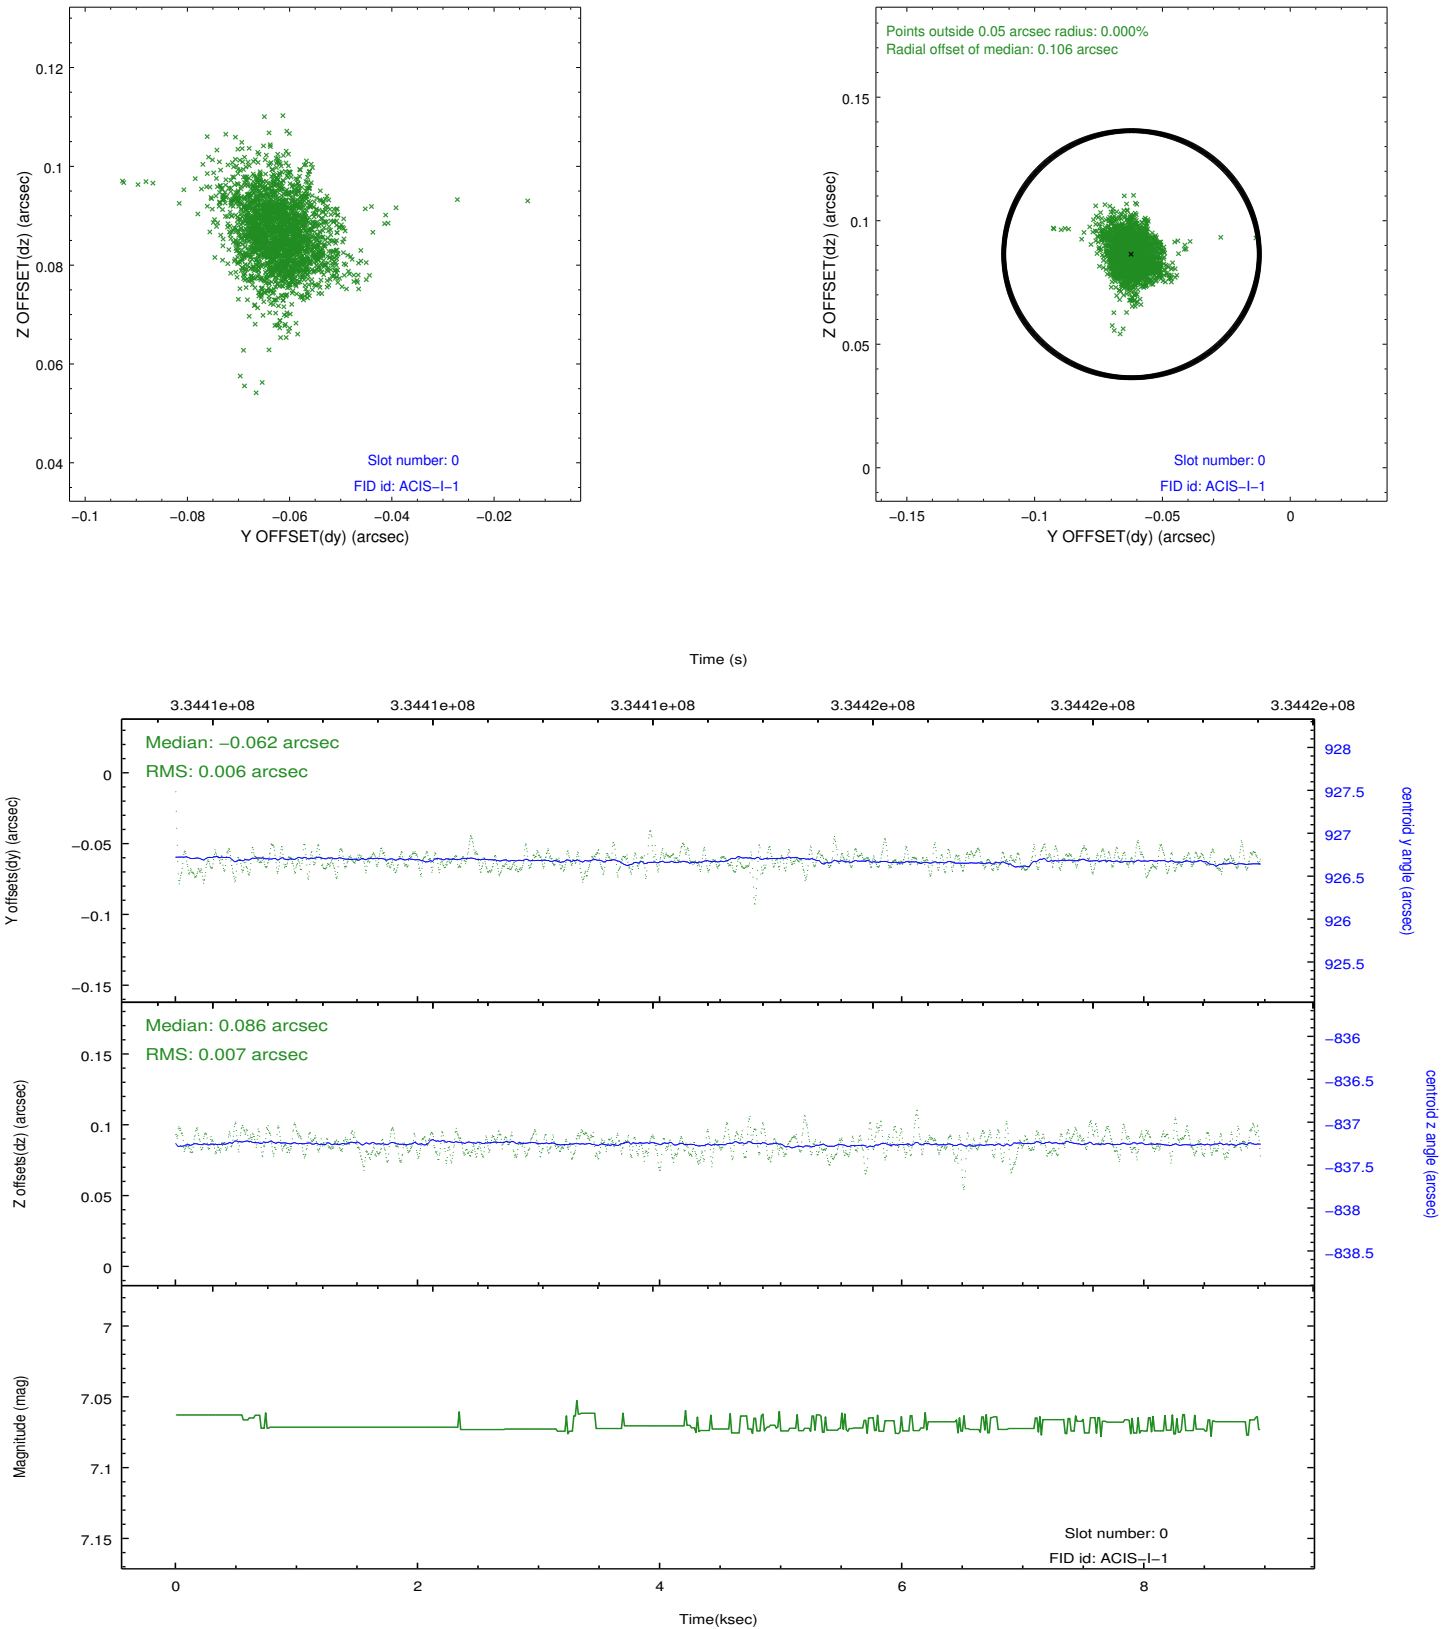 0.12
0.1
0.08
0.06
0.04
Z OFFSET(dz) (arcsec)
Slot number: 0
FID id: ACIS−I−1
−0.1
−0.08
−0.06
−0.04
−0.02
Y OFFSET(dy) (arcsec)
Points outside 0.05 arcsec radius: 0.000%
Radial offset of median: 0.106 arcsec
0.15
0.1
0.05
0
Z OFFSET(dz) (arcsec)
Slot number: 0
FID id: ACIS−I−1
−0.15
−0.1
−0.05
0
Y OFFSET(dy) (arcsec)
Time (s)
3.3441e+08
3.3441e+08
3.3441e+08
3.3442e+08
3.3442e+08
3.3442e+08
Median: −0.062 arcsec
RMS: 0.006 arcsec
0
−0.05
−0.1
−0.15
Y offsets(dy) (arcsec)
928
927.5
927
926.5
926
925.5
centroid y angle (arcsec)
Median: 0.086 arcsec
RMS: 0.007 arcsec
0.15
0.1
0.05
0
Z offsets(dz) (arcsec)
−836
−836.5
−837
−837.5
−838
−838.5
centroid z angle (arcsec)
7
7.05
7.1
7.15
Magnitude (mag)
Slot number: 0
FID id: ACIS−I−1
0
2
4
6
8
Time(ksec)